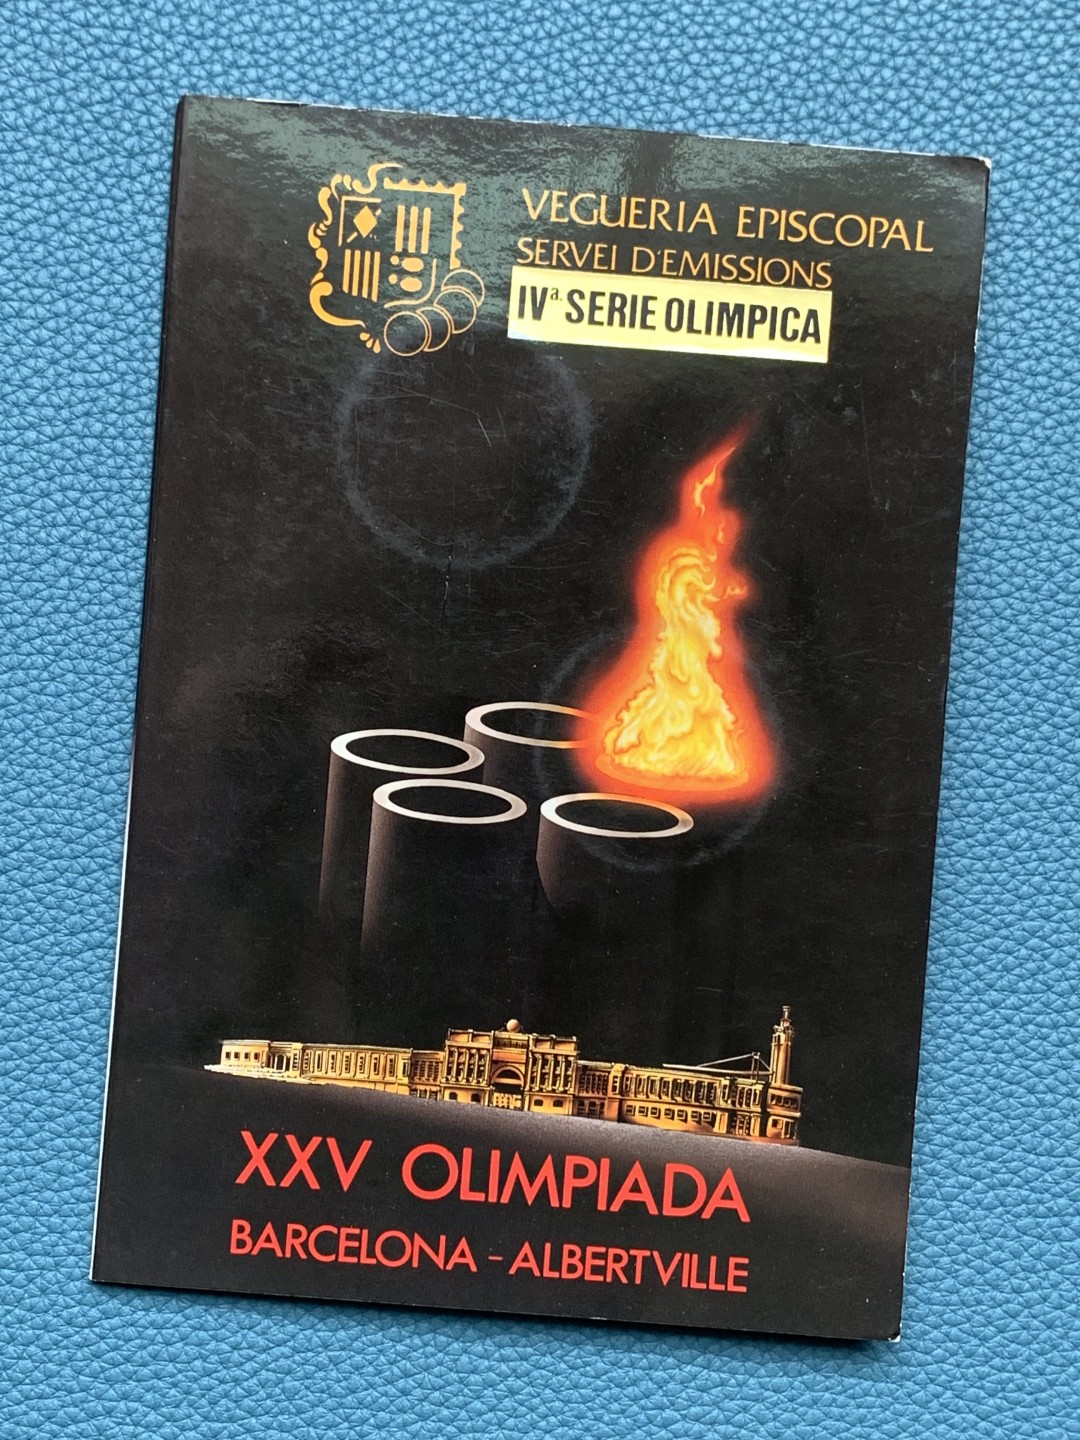 VEGUERIA EPISCOPAL
SERVEI D'EMISSIONS
IVª. SERIE OLIMPICA
XXV OLIMPIADA
BARCELONA - ALBERTVILLE